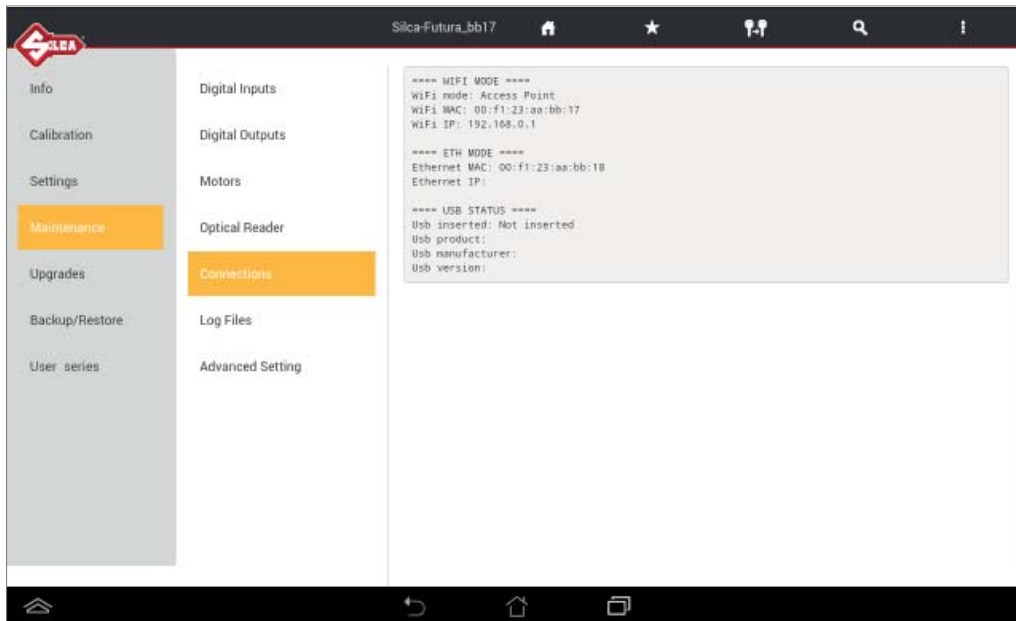 Silca-Futura_bb17
SILCA
Info
Calibration
Settings
Maintenance
Upgrades
Backup/Restore
User series
Digital Inputs
Digital Outputs
Motors
Optical Reader
Connections
Log Files
Advanced Setting
==== WIFI MODE ====
WiFi mode: Access Point
WiFi MAC: 00:f1:23:aa:bb:17
WiFi IP: 192.168.0.1
==== ETH MODE ====
Ethernet MAC: 00:f1:23:aa:bb:18
Ethernet IP:
==== USB STATUS ====
Usb inserted: Not inserted
Usb product:
Usb manufacturer:
Usb version: